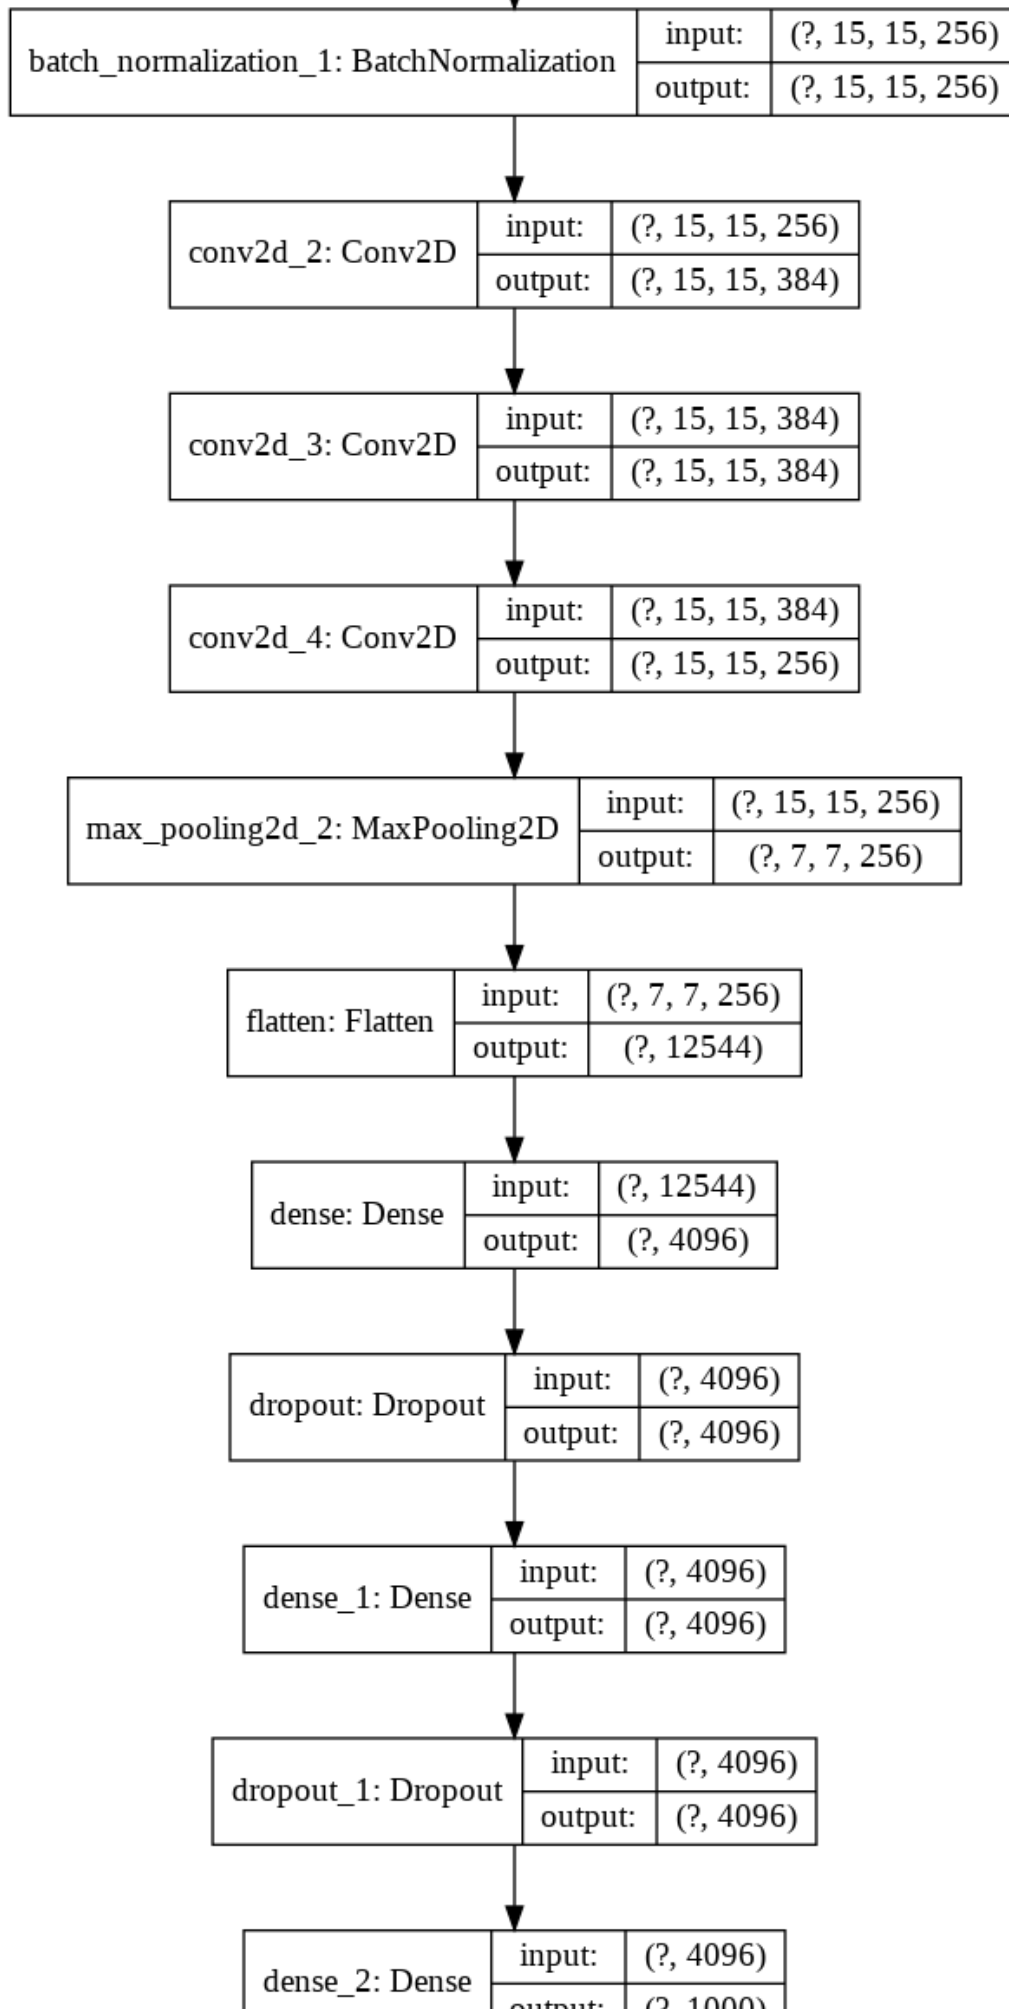 batch_normalization_1: BatchNormalization
input: (?, 15, 15, 256)
output: (?, 15, 15, 256)
conv2d_2: Conv2D
input: (?, 15, 15, 256)
output: (?, 15, 15, 384)
conv2d_3: Conv2D
input: (?, 15, 15, 384)
output: (?, 15, 15, 384)
conv2d_4: Conv2D
input: (?, 15, 15, 384)
output: (?, 15, 15, 256)
max_pooling2d_2: MaxPooling2D
input: (?, 15, 15, 256)
output: (?, 7, 7, 256)
flatten: Flatten
input: (?, 7, 7, 256)
output: (?, 12544)
dense: Dense
input: (?, 12544)
output: (?, 4096)
dropout: Dropout
input: (?, 4096)
output: (?, 4096)
dense_1: Dense
input: (?, 4096)
output: (?, 4096)
dropout_1: Dropout
input: (?, 4096)
output: (?, 4096)
dense_2: Dense
input: (?, 4096)
output: (?, 1000)